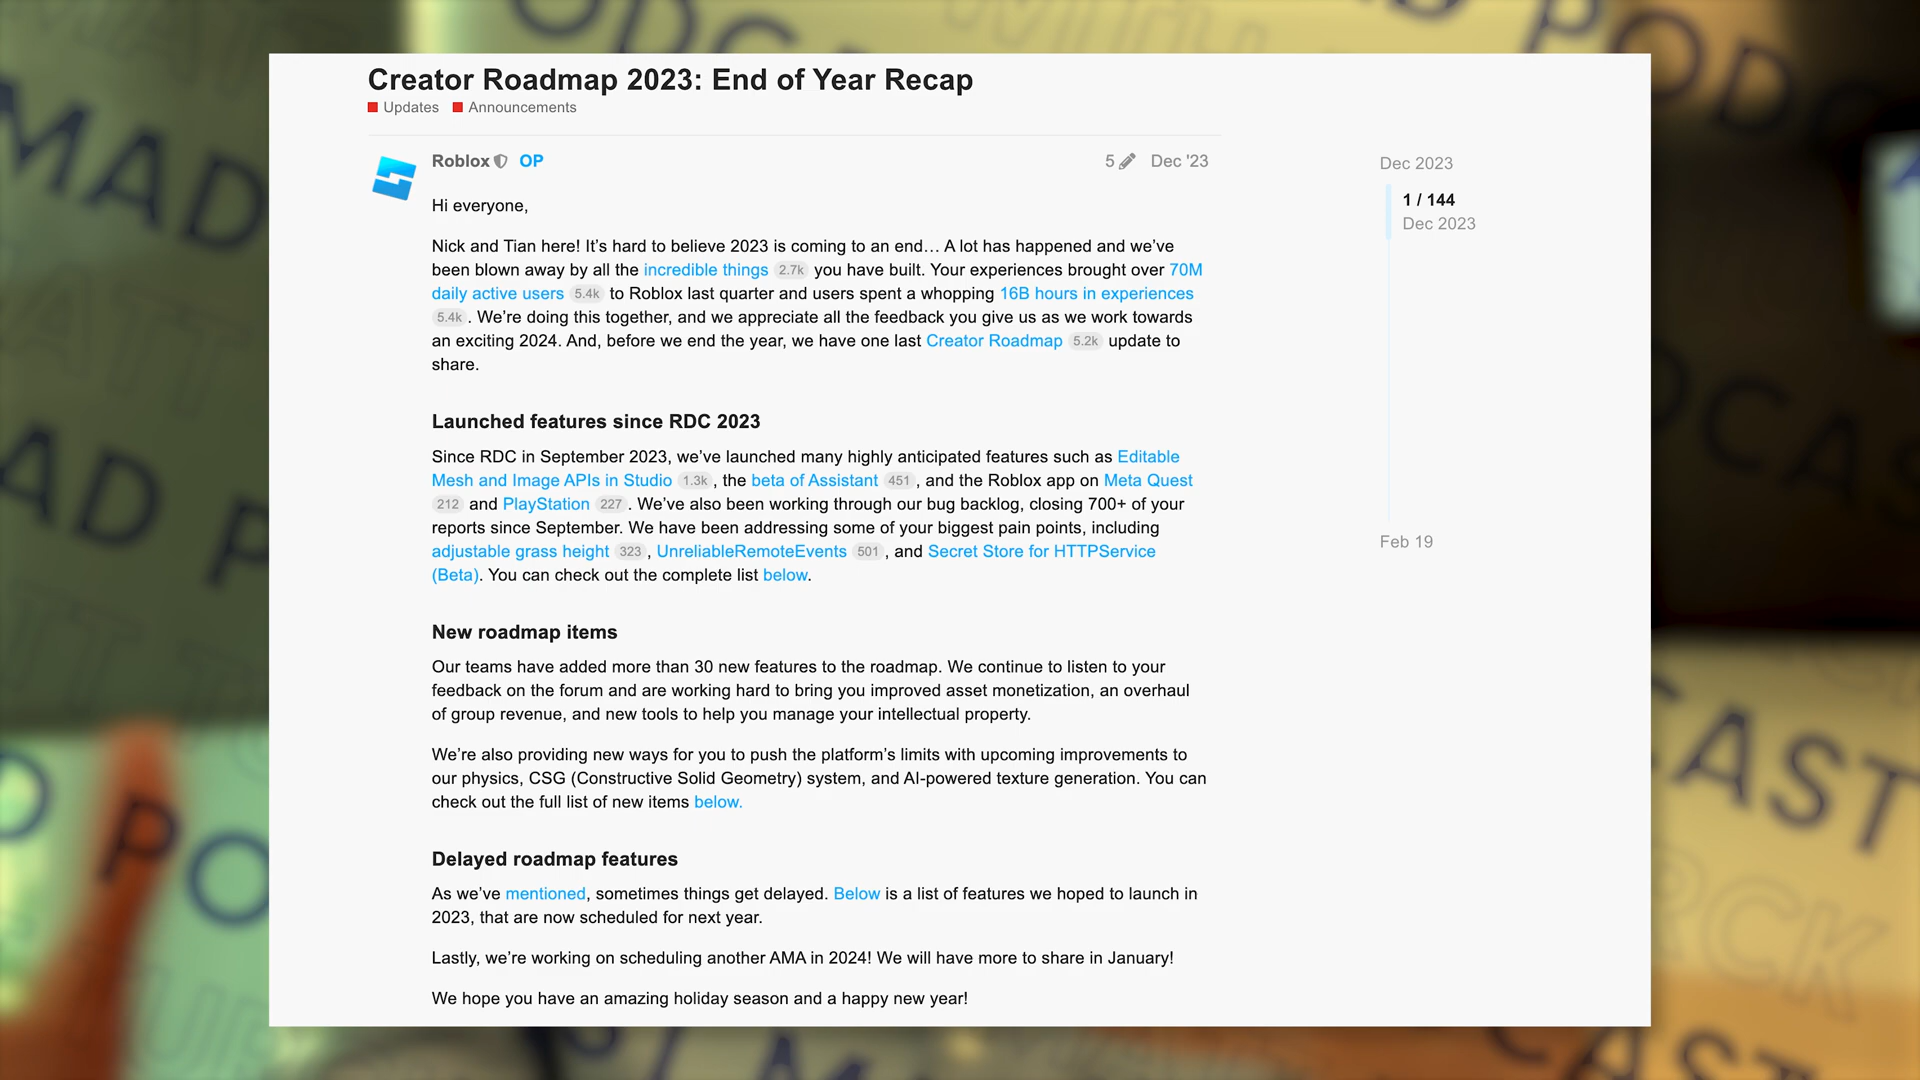 Creator Roadmap 2023: End of Year Recap
Updates Announcements
Roblox OP 5 Dec '23
Hi everyone,
Nick and Tian here! It's hard to believe 2023 is coming to an end… A lot has happened and we've
been blown away by all the incredible things 2.7k you have built. Your experiences brought over 70M
daily active users 5.4k to Roblox last quarter and users spent a whopping 16B hours in experiences
5.4k . We're doing this together, and we appreciate all the feedback you give us as we work towards
an exciting 2024. And, before we end the year, we have one last Creator Roadmap 5.2k update to
share.
Launched features since RDC 2023
Since RDC in September 2023, we've launched many highly anticipated features such as Editable
Mesh and Image APIs in Studio 1.3k , the beta of Assistant 451 , and the Roblox app on Meta Quest
212 and PlayStation 227 . We've also been working through our bug backlog, closing 700+ of your
reports since September. We have been addressing some of your biggest pain points, including
adjustable grass height 323 , UnreliableRemoteEvents 501 , and Secret Store for HTTPService
(Beta). You can check out the complete list below.
New roadmap items
Our teams have added more than 30 new features to the roadmap. We continue to listen to your
feedback on the forum and are working hard to bring you improved asset monetization, an overhaul
of group revenue, and new tools to help you manage your intellectual property.
We're also providing new ways for you to push the platform's limits with upcoming improvements to
our physics, CSG (Constructive Solid Geometry) system, and AI-powered texture generation. You can
check out the full list of new items below.
Delayed roadmap features
As we've mentioned, sometimes things get delayed. Below is a list of features we hoped to launch in
2023, that are now scheduled for next year.
Lastly, we're working on scheduling another AMA in 2024! We will have more to share in January!
We hope you have an amazing holiday season and a happy new year!
Dec 2023
1 / 144
Dec 2023
Feb 19
MAD
AD P
PO
POD
CAST